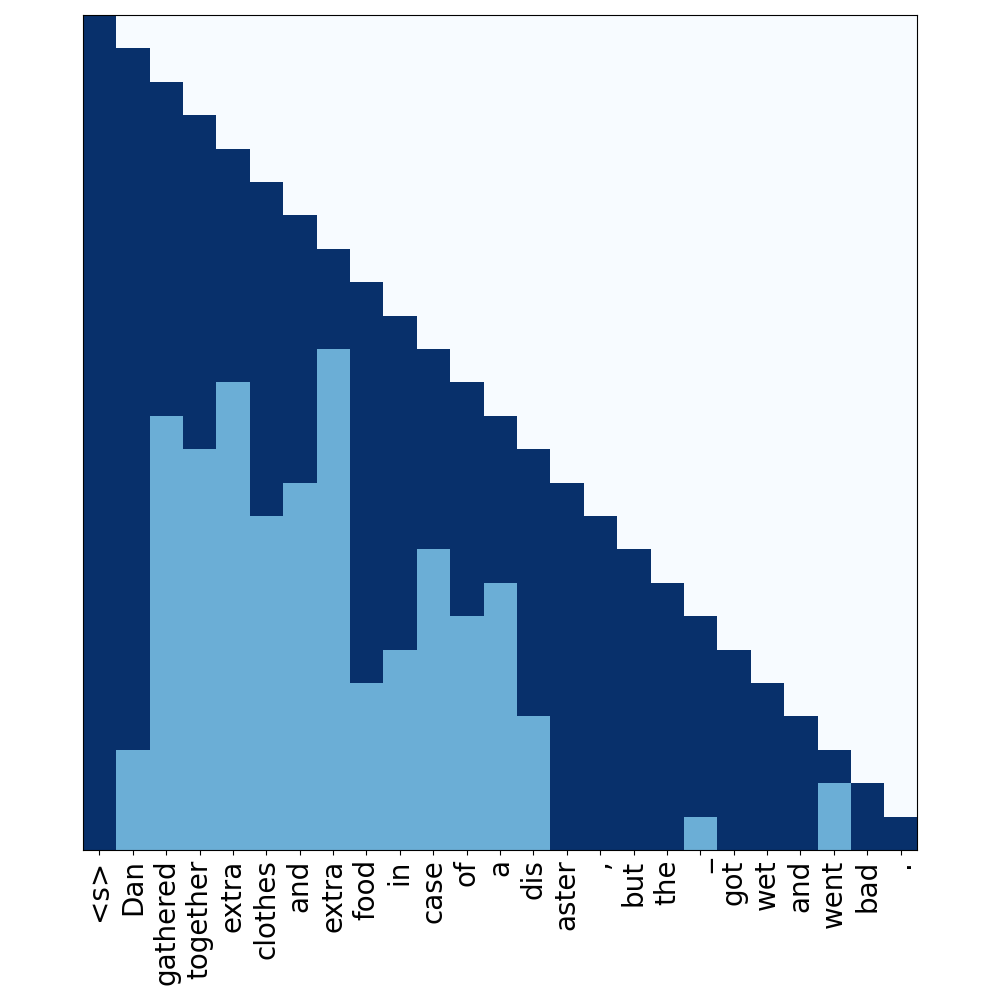 <s> Dan gathered together extra clothes and extra food in case of a dis aster , but the _ got wet and went bad .